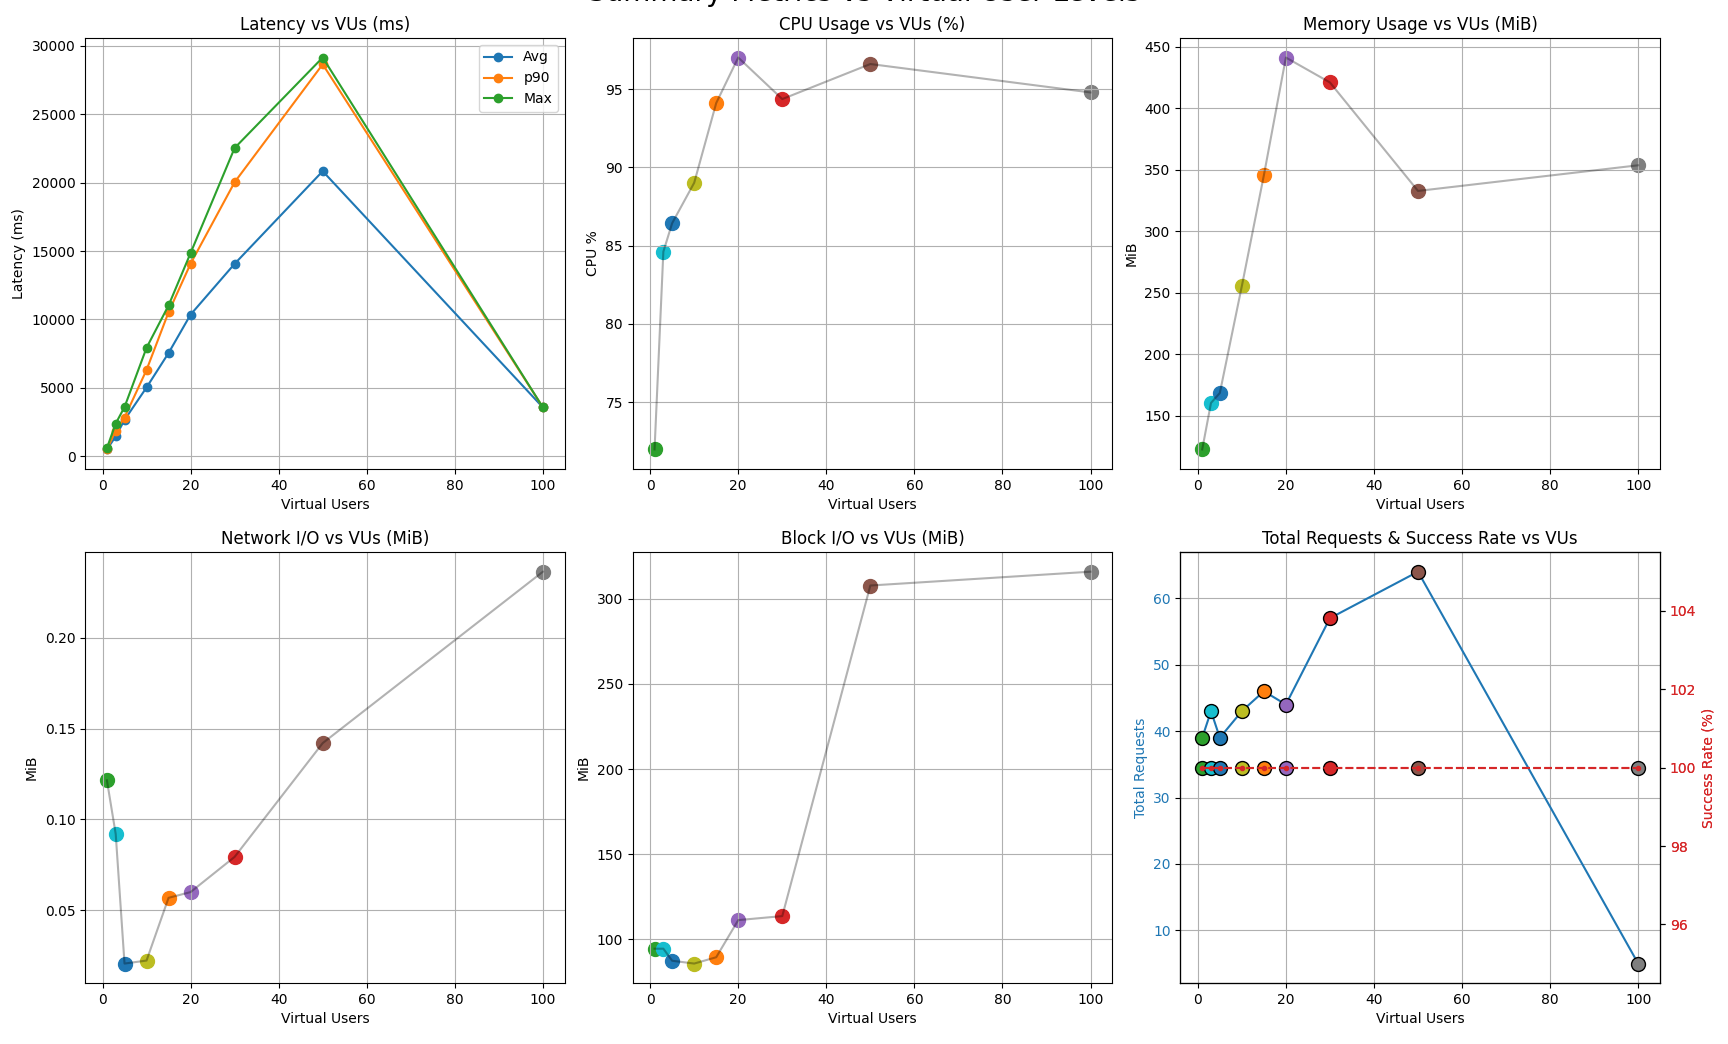 Summary Metrics vs Virtual User Levels
Latency vs VUs (ms)
30000
25000
20000
15000
10000
5000
0
Latency (ms)
Avg
p90
Max
0 20 40 60 80 100
Virtual Users
CPU Usage vs VUs (%)
95
90
85
80
75
CPU %
0 20 40 60 80 100
Virtual Users
Memory Usage vs VUs (MiB)
450
400
350
300
250
200
150
MiB
0 20 40 60 80 100
Virtual Users
Network I/O vs VUs (MiB)
0.20
0.15
0.10
0.05
MiB
0 20 40 60 80 100
Virtual Users
Block I/O vs VUs (MiB)
300
250
200
150
100
MiB
0 20 40 60 80 100
Virtual Users
Total Requests & Success Rate vs VUs
60
50
40
30
20
10
Total Requests
104
102
100
98
96
Success Rate (%)
0 20 40 60 80 100
Virtual Users